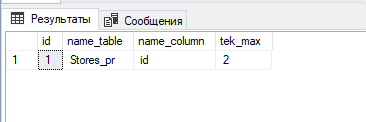 Результаты Сообщения
id name_table name_column tek_max
1 1 Stores_pr id 2